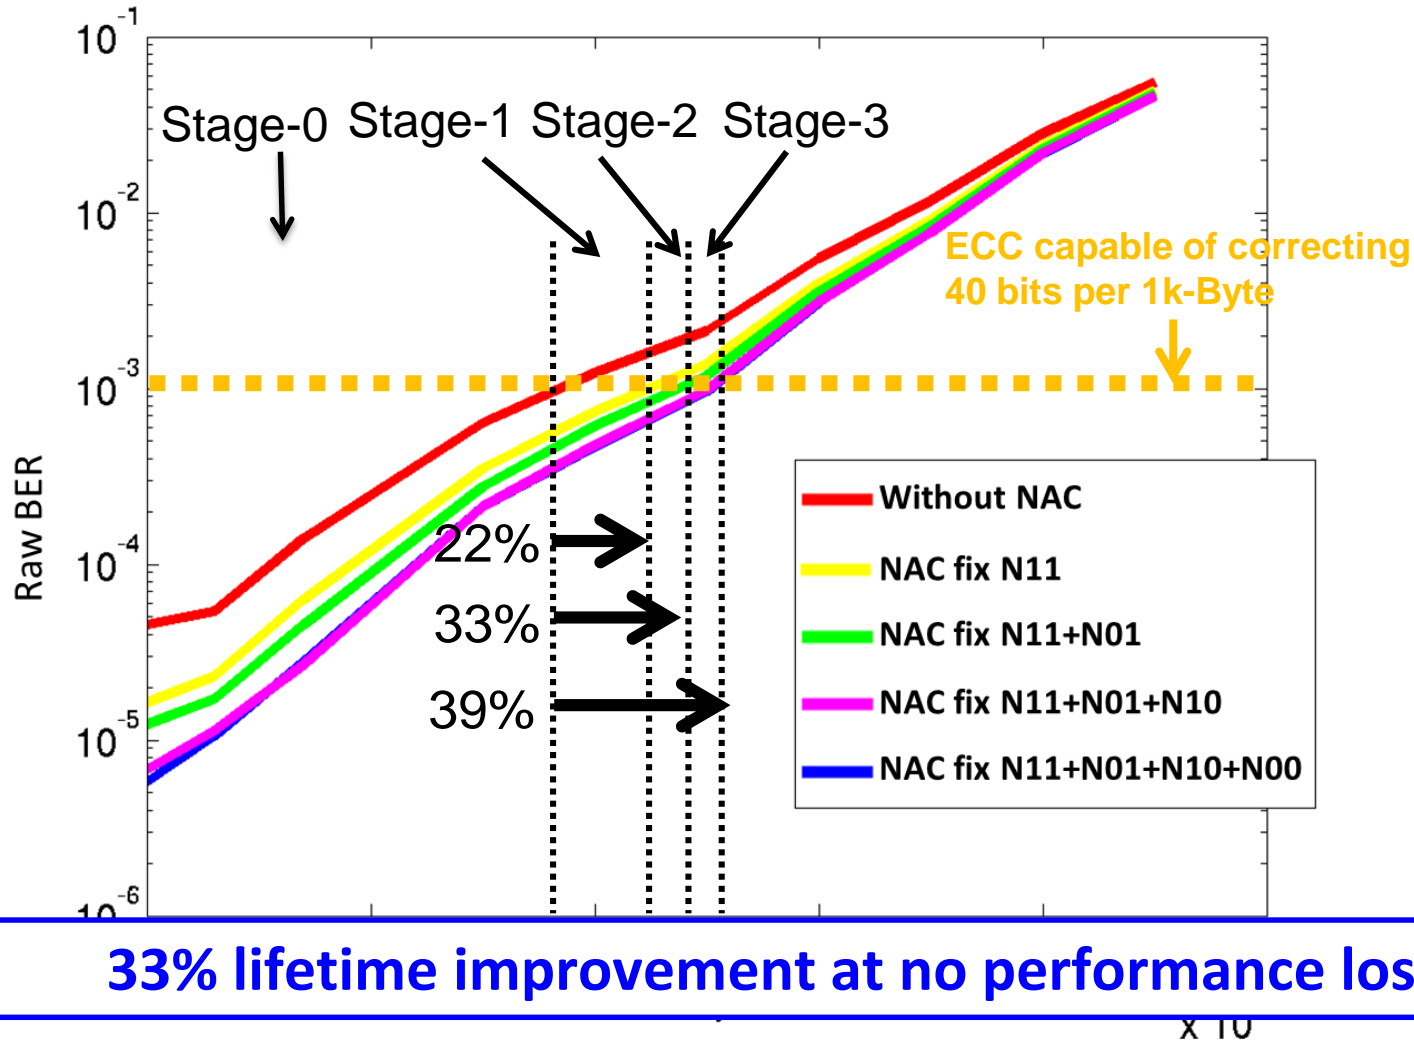 10^-1
Stage-0 Stage-1 Stage-2 Stage-3
10^-2
ECC capable of correcting
40 bits per 1k-Byte
10^-3
Raw BER
Without NAC
22%
10^-4
NAC fix N11
33%
NAC fix N11+N01
39%
NAC fix N11+N01+N10
10^-5
NAC fix N11+N01+N10+N00
10^-6
33% lifetime improvement at no performance los
x 10